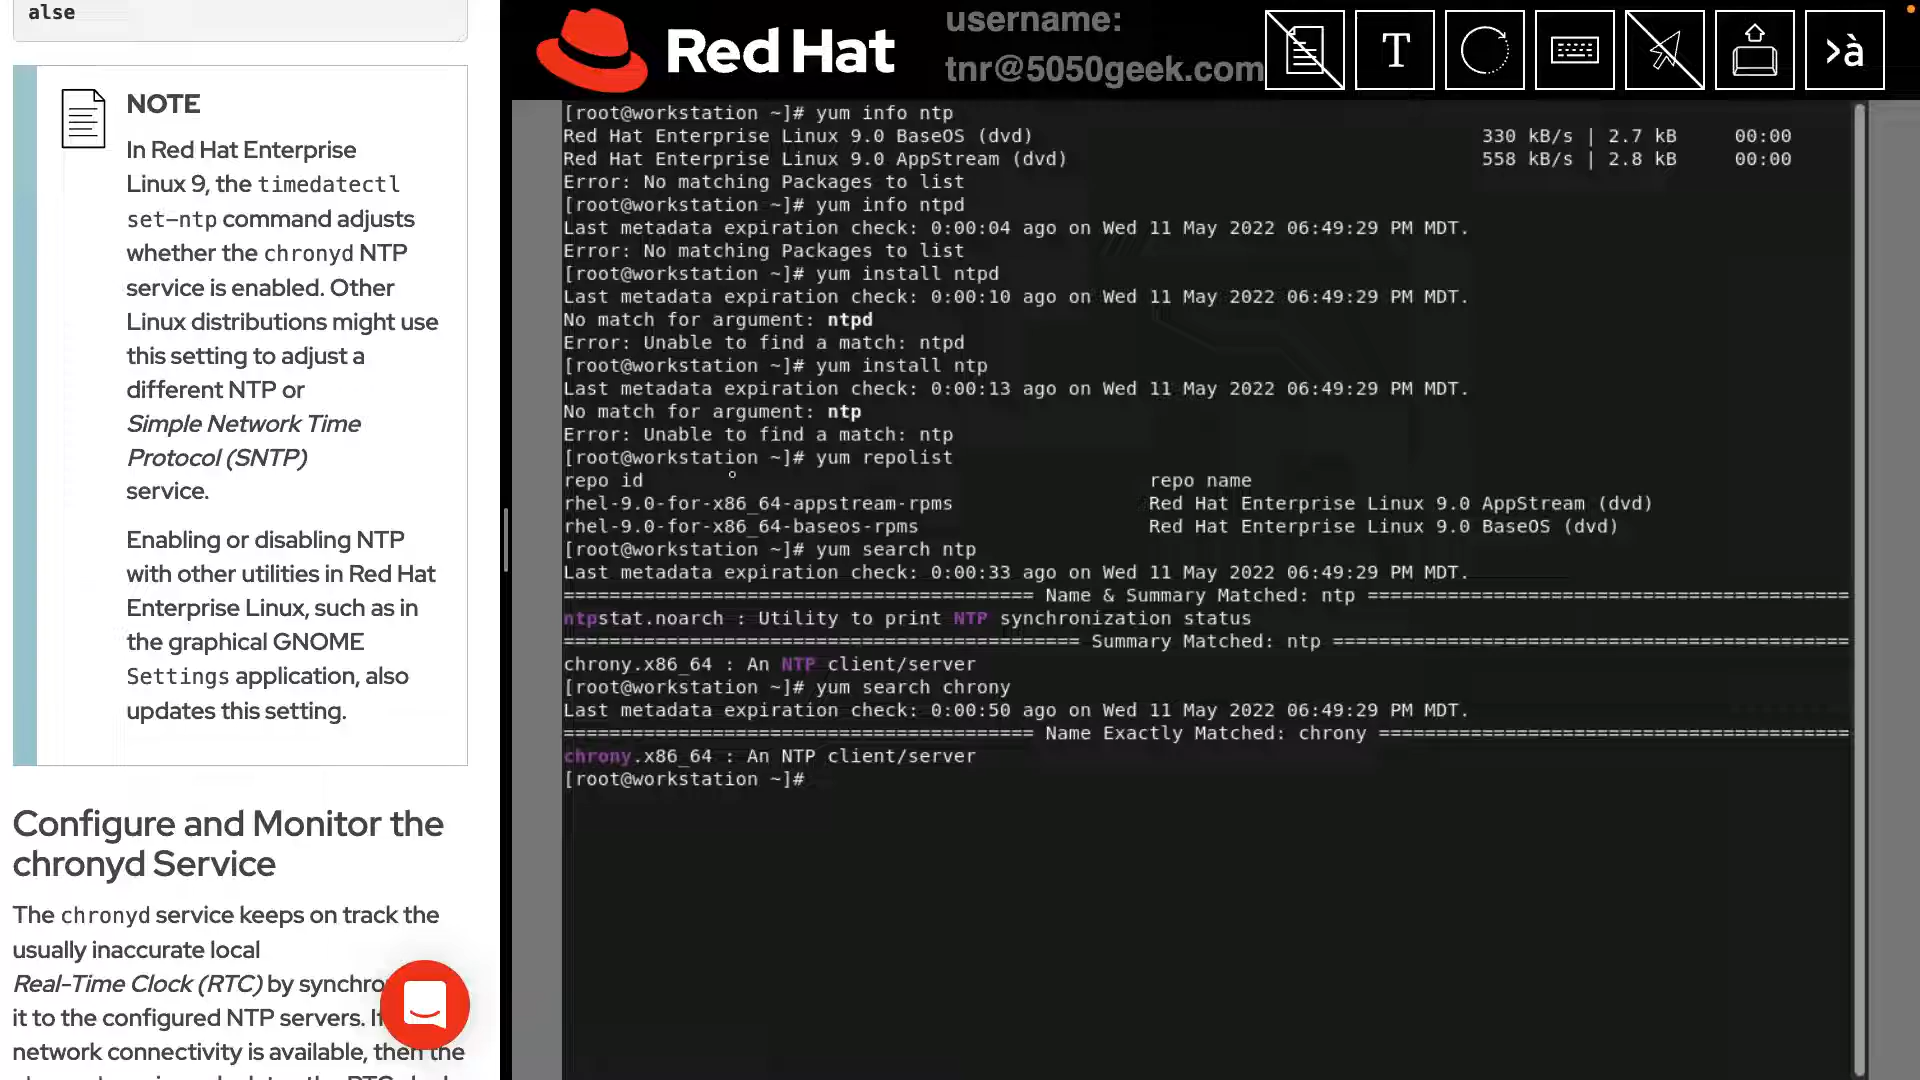 alse
NOTE
In Red Hat Enterprise
Linux 9, the timedatectl
set-ntp command adjusts
whether the chronyd NTP
service is enabled. Other
Linux distributions might use
this setting to adjust a
different NTP or
Simple Network Time
Protocol (SNTP)
service.
Enabling or disabling NTP
with other utilities in Red Hat
Enterprise Linux, such as in
the graphical GNOME
Settings application, also
updates this setting.
Configure and Monitor the
chronyd Service
The chronyd service keeps on track the
usually inaccurate local
Real-Time Clock (RTC) by
it to the configured NTP servers.
network connectivity is available, then the
Red Hat
username:
tnr@5050geek.com
T
>à
[root@workstation ~]# yum info ntp
Red Hat Enterprise Linux 9.0 BaseOS (dvd) 330 kB/s | 2.7 kB 00:00
Red Hat Enterprise Linux 9.0 AppStream (dvd) 558 kB/s | 2.8 kB 00:00
Error: No matching Packages to list
[root@workstation ~]# yum info ntpd
Last metadata expiration check: 0:00:04 ago on Wed 11 May 2022 06:49:29 PM MDT.
Error: No matching Packages to list
[root@workstation ~]# yum install ntpd
Last metadata expiration check: 0:00:10 ago on Wed 11 May 2022 06:49:29 PM MDT.
No match for argument: ntpd
Error: Unable to find a match: ntpd
[root@workstation ~]# yum install ntp
Last metadata expiration check: 0:00:13 ago on Wed 11 May 2022 06:49:29 PM MDT.
No match for argument: ntp
Error: Unable to find a match: ntp
[root@workstation ~]# yum repolist
repo id repo name
rhel-9.0-for-x86_64-appstream-rpms Red Hat Enterprise Linux 9.0 AppStream (dvd)
rhel-9.0-for-x86_64-baseos-rpms Red Hat Enterprise Linux 9.0 BaseOS (dvd)
[root@workstation ~]# yum search ntp
Last metadata expiration check: 0:00:33 ago on Wed 11 May 2022 06:49:29 PM MDT.
========================================= Name & Summary Matched: ntp ==========================================
ntpstat.noarch : Utility to print NTP synchronization status
============================================= Summary Matched: ntp =============================================
chrony.x86_64 : An NTP client/server
[root@workstation ~]# yum search chrony
Last metadata expiration check: 0:00:50 ago on Wed 11 May 2022 06:49:29 PM MDT.
========================================= Name Exactly Matched: chrony =========================================
chrony.x86_64 : An NTP client/server
[root@workstation ~]#